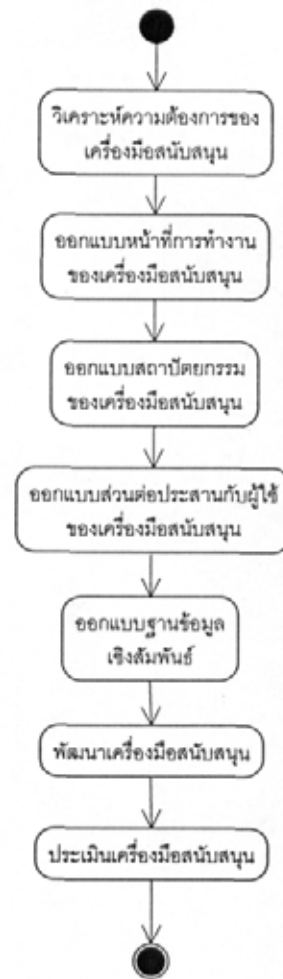 วิเคราะห์ความต้องการของ
เครื่องมือสนับสนุน
ออกแบบหน้าที่การทำงาน
ของเครื่องมือสนับสนุน
ออกแบบสถาปัตยกรรม
ของเครื่องมือสนับสนุน
ออกแบบส่วนต่อประสานกับผู้ใช้
ของเครื่องมือสนับสนุน
ออกแบบฐานข้อมูล
เชิงสัมพันธ์
พัฒนาเครื่องมือสนับสนุน
ประเมินเครื่องมือสนับสนุน